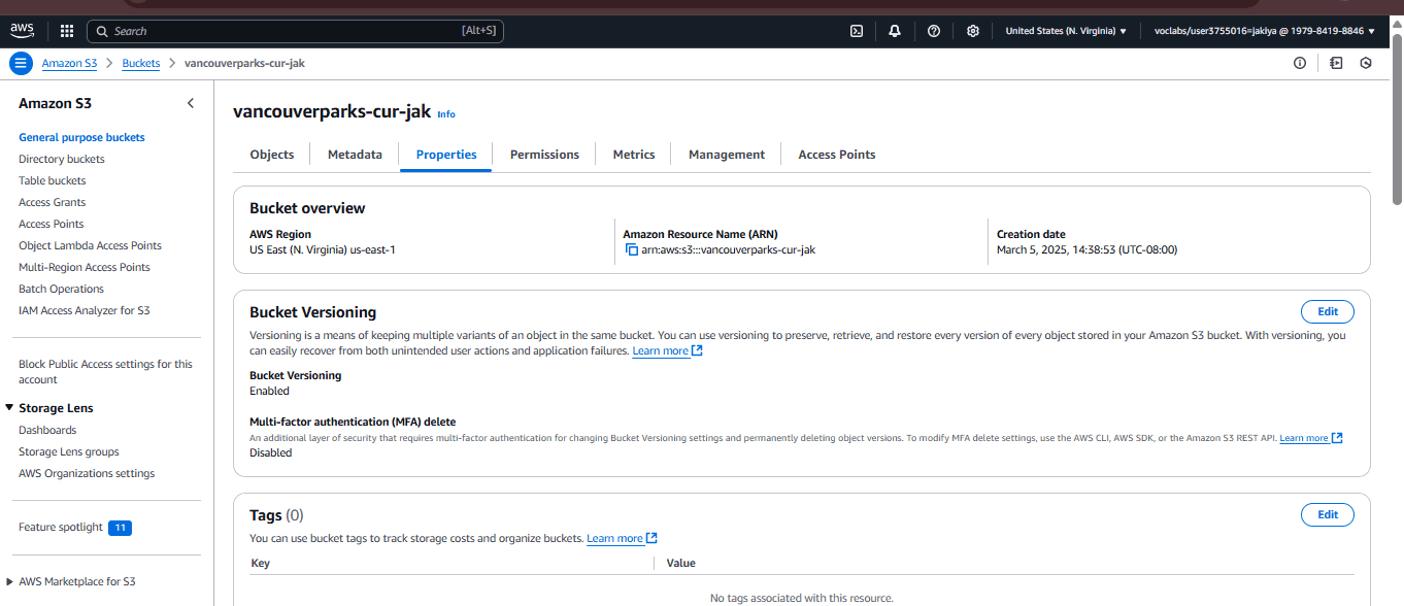 aws
Search [Alt+S]
United States (N. Virginia) ▼
voclabs/user3755016=jakiya @ 1979-8419-8846 ▼
Amazon S3 > Buckets > vancouverparks-cur-jak
Amazon S3
General purpose buckets
Directory buckets
Table buckets
Access Grants
Access Points
Object Lambda Access Points
Multi-Region Access Points
Batch Operations
IAM Access Analyzer for S3
Block Public Access settings for this
account
Storage Lens
Dashboards
Storage Lens groups
AWS Organizations settings
Feature spotlight 11
AWS Marketplace for S3
vancouverparks-cur-jak Info
Objects Metadata Properties Permissions Metrics Management Access Points
Bucket overview
AWS Region
US East (N. Virginia) us-east-1
Amazon Resource Name (ARN)
arn:aws:s3:::vancouverparks-cur-jak
Creation date
March 5, 2025, 14:38:53 (UTC-08:00)
Bucket Versioning
Edit
Versioning is a means of keeping multiple variants of an object in the same bucket. You can use versioning to preserve, retrieve, and restore every version of every object stored in your Amazon S3 bucket. With versioning, you
can easily recover from both unintended user actions and application failures. Learn more
Bucket Versioning
Enabled
Multi-factor authentication (MFA) delete
An additional layer of security that requires multi-factor authentication for changing Bucket Versioning settings and permanently deleting object versions. To modify MFA delete settings, use the AWS CLI, AWS SDK, or the Amazon S3 REST API. Learn more
Disabled
Tags (0)
Edit
You can use bucket tags to track storage costs and organize buckets. Learn more
Key Value
No tags associated with this resource.